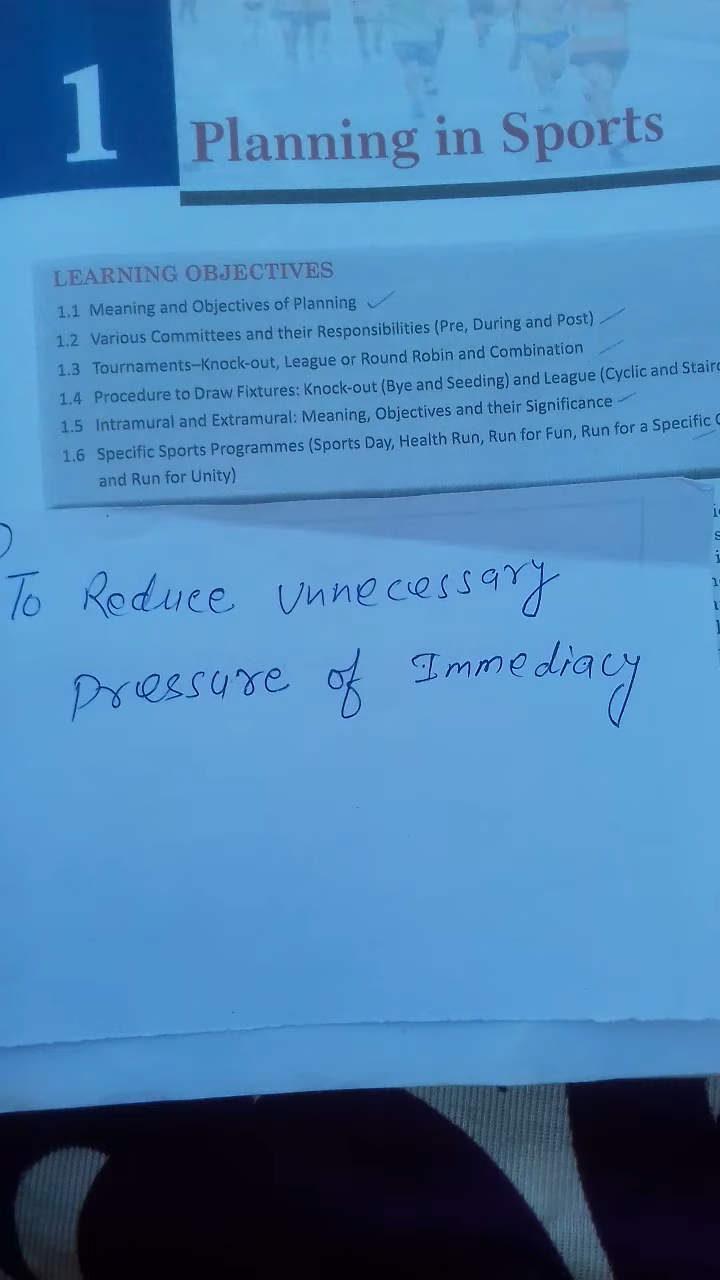 1
Planning in Sports
LEARNING OBJECTIVES
1.1 Meaning and Objectives of Planning
1.2 Various Committees and their Responsibilities (Pre, During and Post)
1.3 Tournaments–Knock-out, League or Round Robin and Combination
1.4 Procedure to Draw Fixtures: Knock-out (Bye and Seeding) and League (Cyclic and
1.5 Intramural and Extramural: Meaning, Objectives and their Significance
1.6 Specific Sports Programmes (Sports Day, Health Run, Run for Fun, Run for a Specific
and Run for Unity)
To Reduce Unnecessary
Pressure of Immediacy